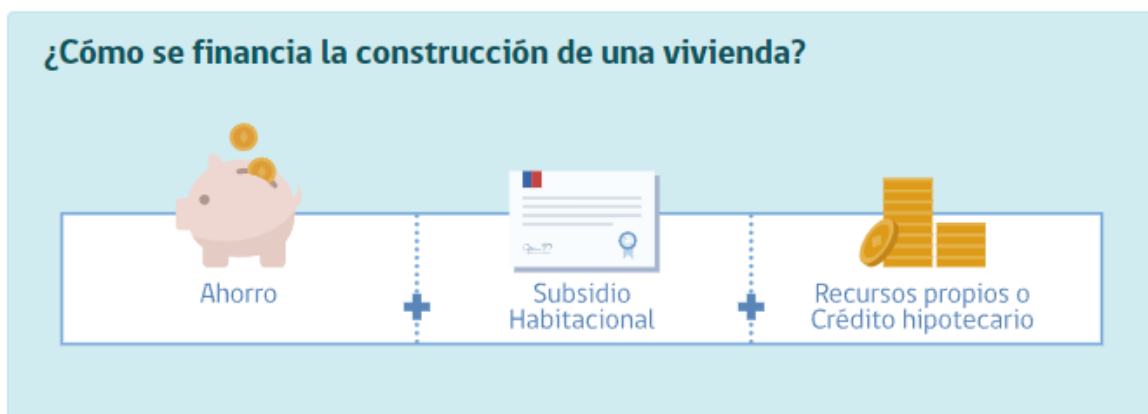 ¿Cómo se financia la construcción de una vivienda?
Ahorro
Subsidio
Habitacional
Recursos propios o
Crédito hipotecario